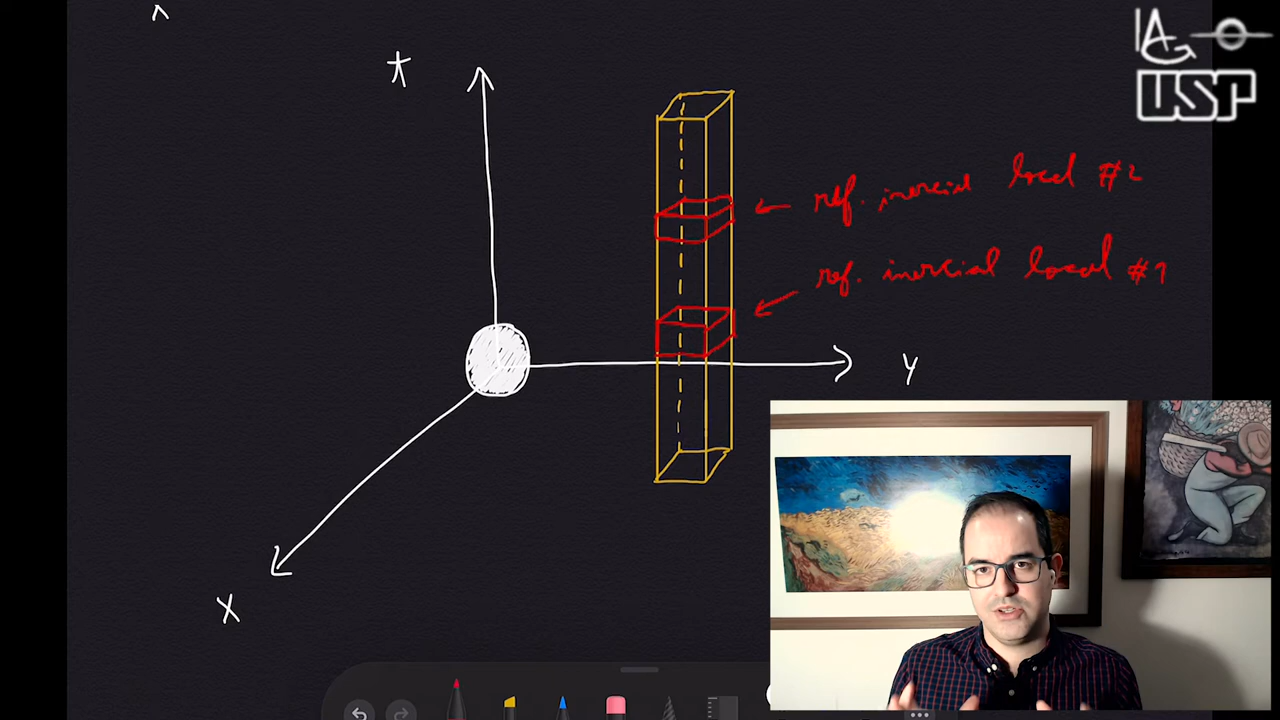 IAG
USP
t
ref. inercial local #2
ref. inercial local #1
y
x